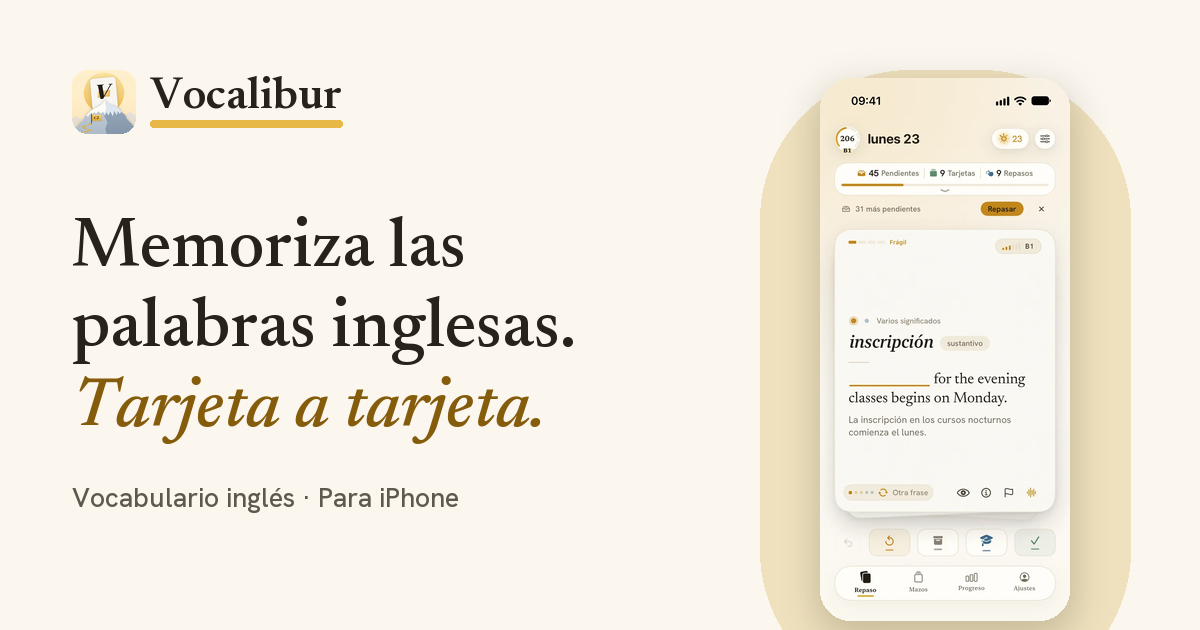 V
Vocalibur
Memoriza las
palabras inglesas.
Tarjeta a tarjeta.
Vocabulario inglés · Para iPhone
09:41
206
B1
lunes 23
23
45 Pendientes
9 Tarjetas
9 Repasos
31 más pendientes
Repasar
×
Frágil
B1
Varios significados
inscripción
sustantivo
________ for the evening
classes begins on Monday.
La inscripción en los cursos nocturnos
comienza el lunes.
Otra frase
Repaso
Mazos
Progreso
Ajustes